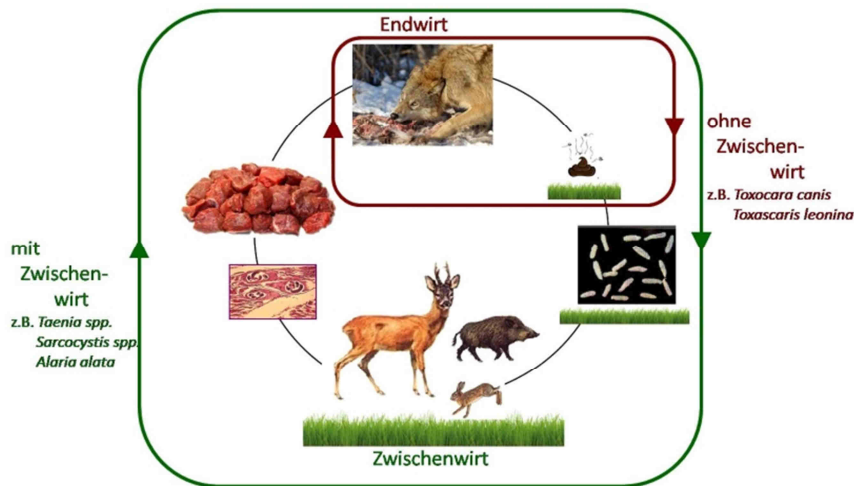 Endwirt
ohne
Zwischen-
wirt
z.B. Toxocara canis
Toxascaris leonina
mit
Zwischen-
wirt
z.B. Taenia spp.
Sarcocystis spp.
Alaria alata
Zwischenwirt